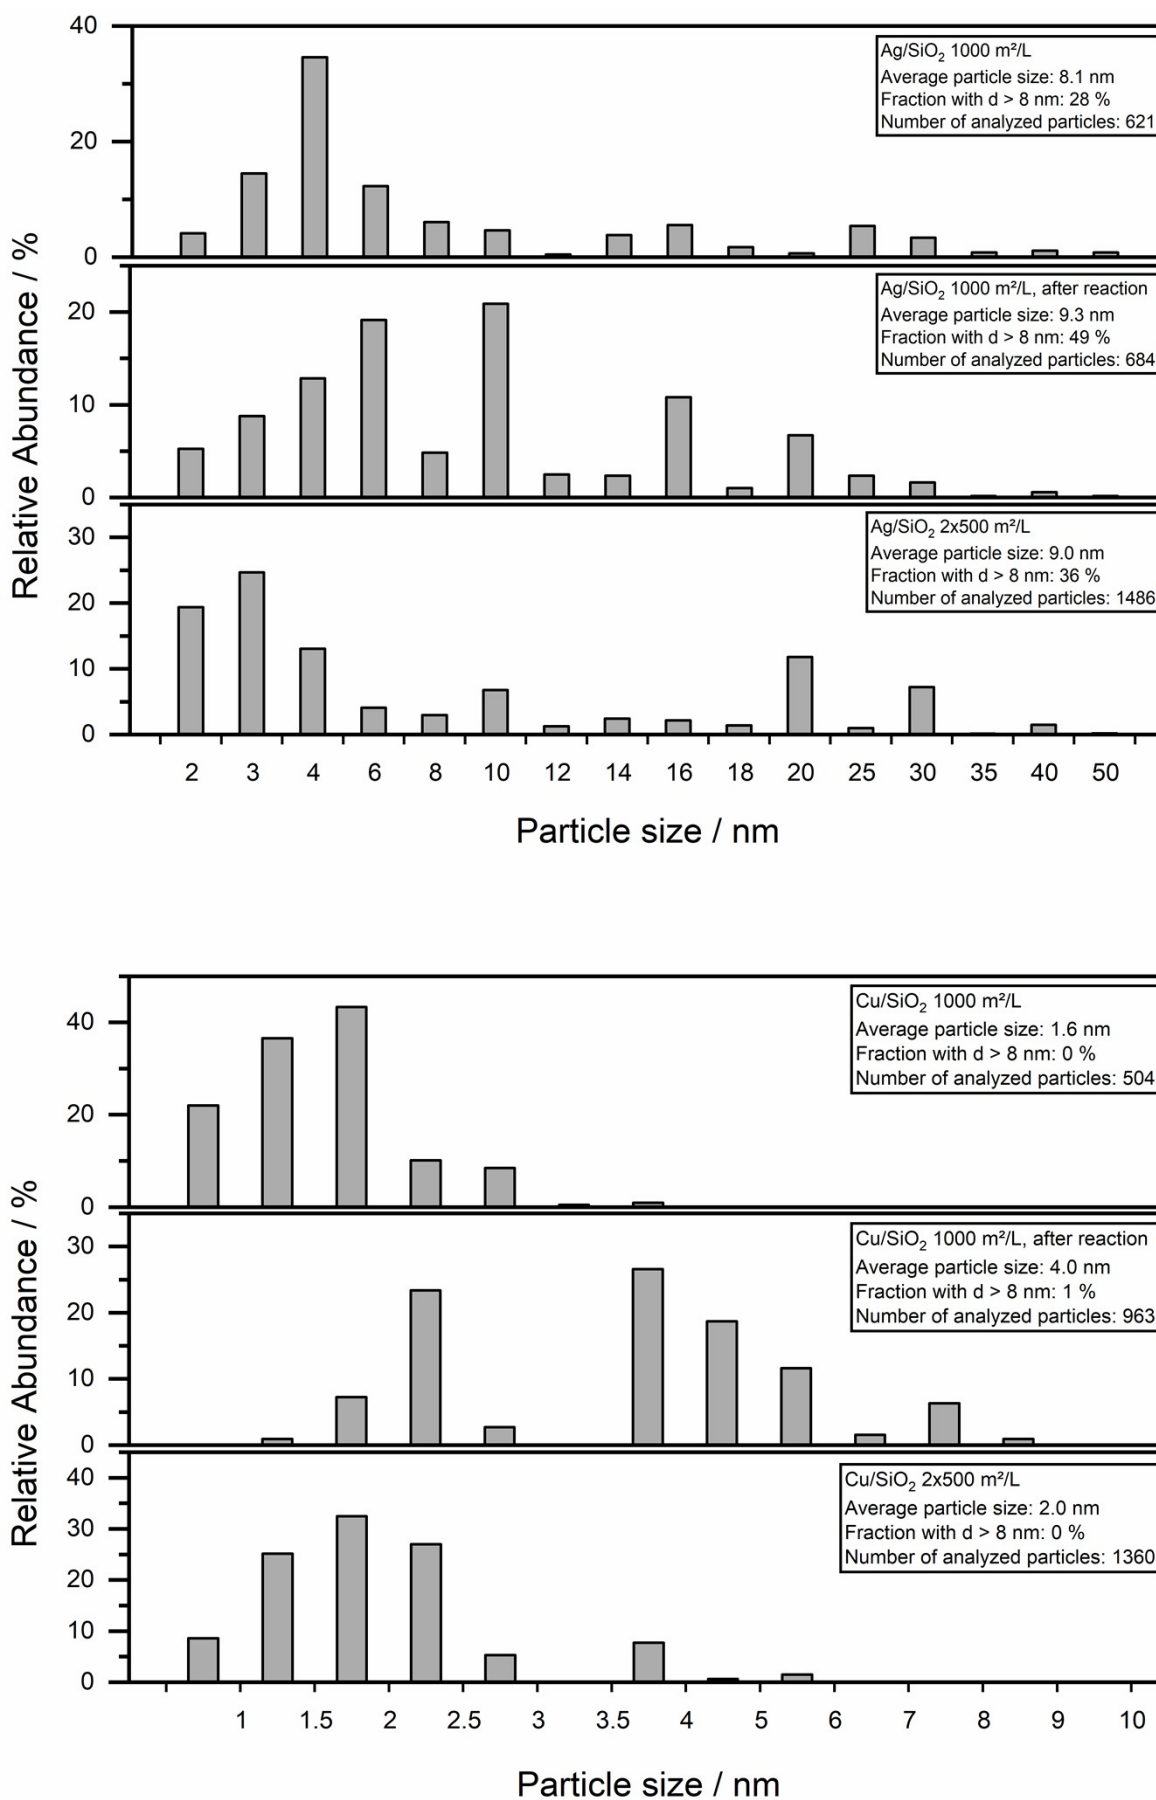 40
20
0
Ag/SiO₂ 1000 m²/L
Average particle size: 8.1 nm
Fraction with d > 8 nm: 28 %
Number of analyzed particles: 621
20
10
0
Ag/SiO₂ 1000 m²/L, after reaction
Average particle size: 9.3 nm
Fraction with d > 8 nm: 49 %
Number of analyzed particles: 684
30
20
10
0
Ag/SiO₂ 2x500 m²/L
Average particle size: 9.0 nm
Fraction with d > 8 nm: 36 %
Number of analyzed particles: 1486
Relative Abundance / %
2 3 4 6 8 10 12 14 16 18 20 25 30 35 40 50
Particle size / nm
40
20
0
Cu/SiO₂ 1000 m²/L
Average particle size: 1.6 nm
Fraction with d > 8 nm: 0 %
Number of analyzed particles: 504
30
20
10
0
Cu/SiO₂ 1000 m²/L, after reaction
Average particle size: 4.0 nm
Fraction with d > 8 nm: 1 %
Number of analyzed particles: 963
40
30
20
10
0
Cu/SiO₂ 2x500 m²/L
Average particle size: 2.0 nm
Fraction with d > 8 nm: 0 %
Number of analyzed particles: 1360
Relative Abundance / %
1 1.5 2 2.5 3 3.5 4 5 6 7 8 9 10
Particle size / nm